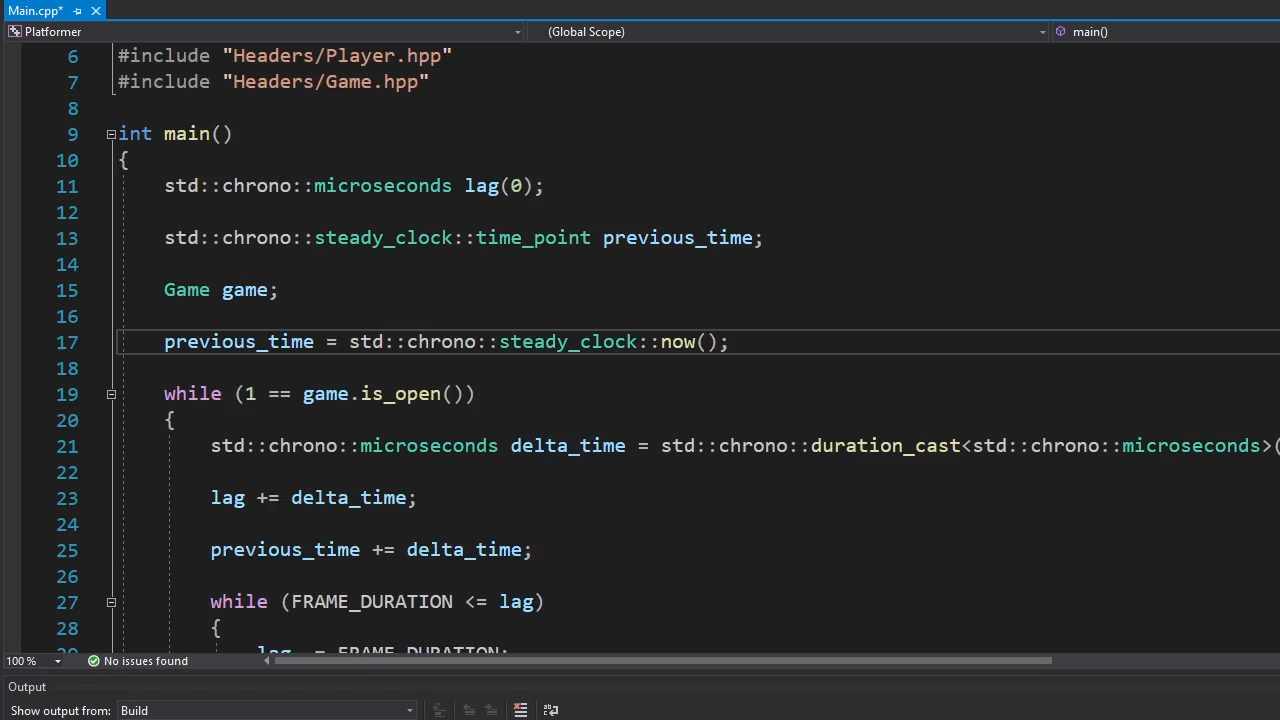 Main.cpp*
Platformer (Global Scope) main()
6 #include "Headers/Player.hpp"
7 #include "Headers/Game.hpp"
8
9 int main()
10 {
11 std::chrono::microseconds lag(0);
12
13 std::chrono::steady_clock::time_point previous_time;
14
15 Game game;
16
17 previous_time = std::chrono::steady_clock::now();
18
19 while (1 == game.is_open())
20 {
21 std::chrono::microseconds delta_time = std::chrono::duration_cast<std::chrono::microseconds>(
22
23 lag += delta_time;
24
25 previous_time += delta_time;
26
27 while (FRAME_DURATION <= lag)
28 {
29 lag -= FRAME_DURATION;
100 % No issues found
Output
Show output from: Build